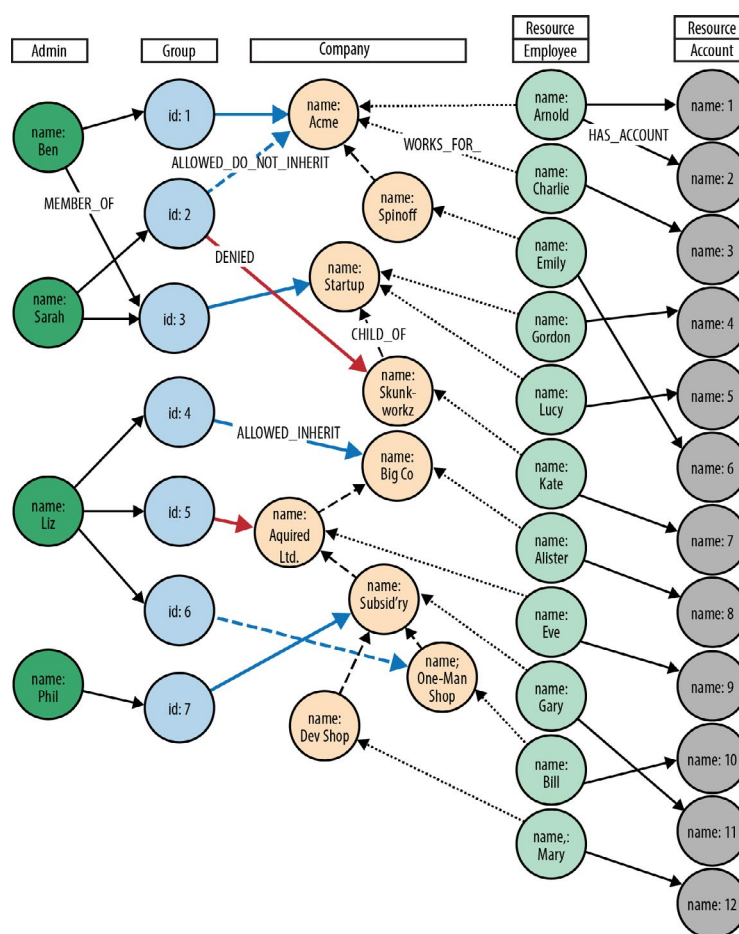 Resource
Resource
Admin
Group
Company
Employee
Account
name:
Ben
id: 1
name:
Acme
name:
Arnold
name: 1
HAS_ACCOUNT
WORKS_FOR_
ALLOWED_DO_NOT_INHERIT
name:
Charlie
name: 2
MEMBER_OF
id: 2
name:
Spinoff
DENIED
name:
Emily
name: 3
name:
Sarah
id: 3
name:
Startup
name:
Gordon
name: 4
CHILD_OF
name:
Skunk-
workz
name:
Lucy
name: 5
id: 4
ALLOWED_INHERIT
name:
Big Co
name:
Kate
name: 6
name:
Liz
id: 5
name:
Aquired
Ltd.
name:
Alister
name: 7
id: 6
name:
Subsid'ry
name:
Eve
name: 8
name:
Phil
id: 7
name;
One-Man
Shop
name:
Gary
name: 9
name:
Dev Shop
name:
Bill
name: 10
name,:
Mary
name: 11
name: 12